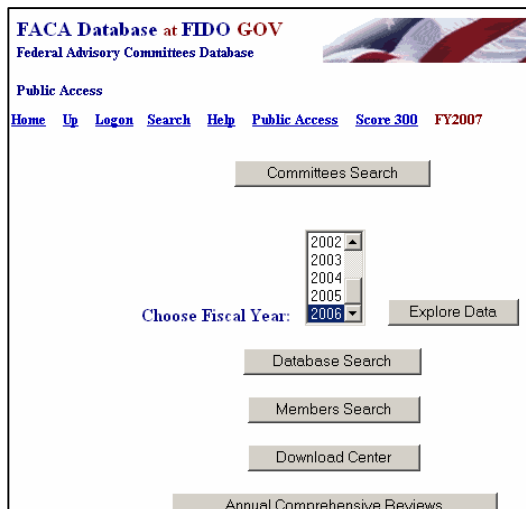 FACA Database at FIDO GOV
Federal Advisory Committees Database
Public Access
Home Up Logon Search Help Public Access Score 300 FY2007
Committees Search
2002
2003
2004
2005
Choose Fiscal Year: 2006 Explore Data
Database Search
Members Search
Download Center
Annual Comprehensive Reviews